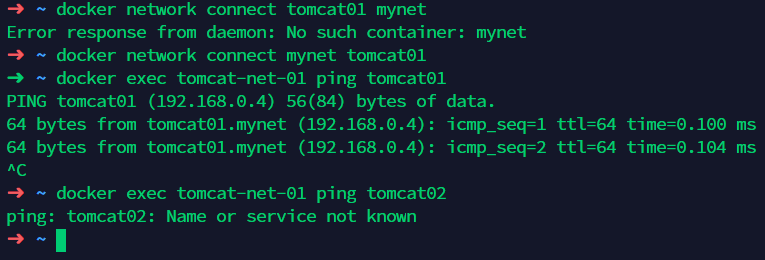 ➜ ~ docker network connect tomcat01 mynet
Error response from daemon: No such container: mynet
➜ ~ docker network connect mynet tomcat01
➜ ~ docker exec tomcat-net-01 ping tomcat01
PING tomcat01 (192.168.0.4) 56(84) bytes of data.
64 bytes from tomcat01.mynet (192.168.0.4): icmp_seq=1 ttl=64 time=0.100 ms
64 bytes from tomcat01.mynet (192.168.0.4): icmp_seq=2 ttl=64 time=0.104 ms
^C
➜ ~ docker exec tomcat-net-01 ping tomcat02
ping: tomcat02: Name or service not known
➜ ~